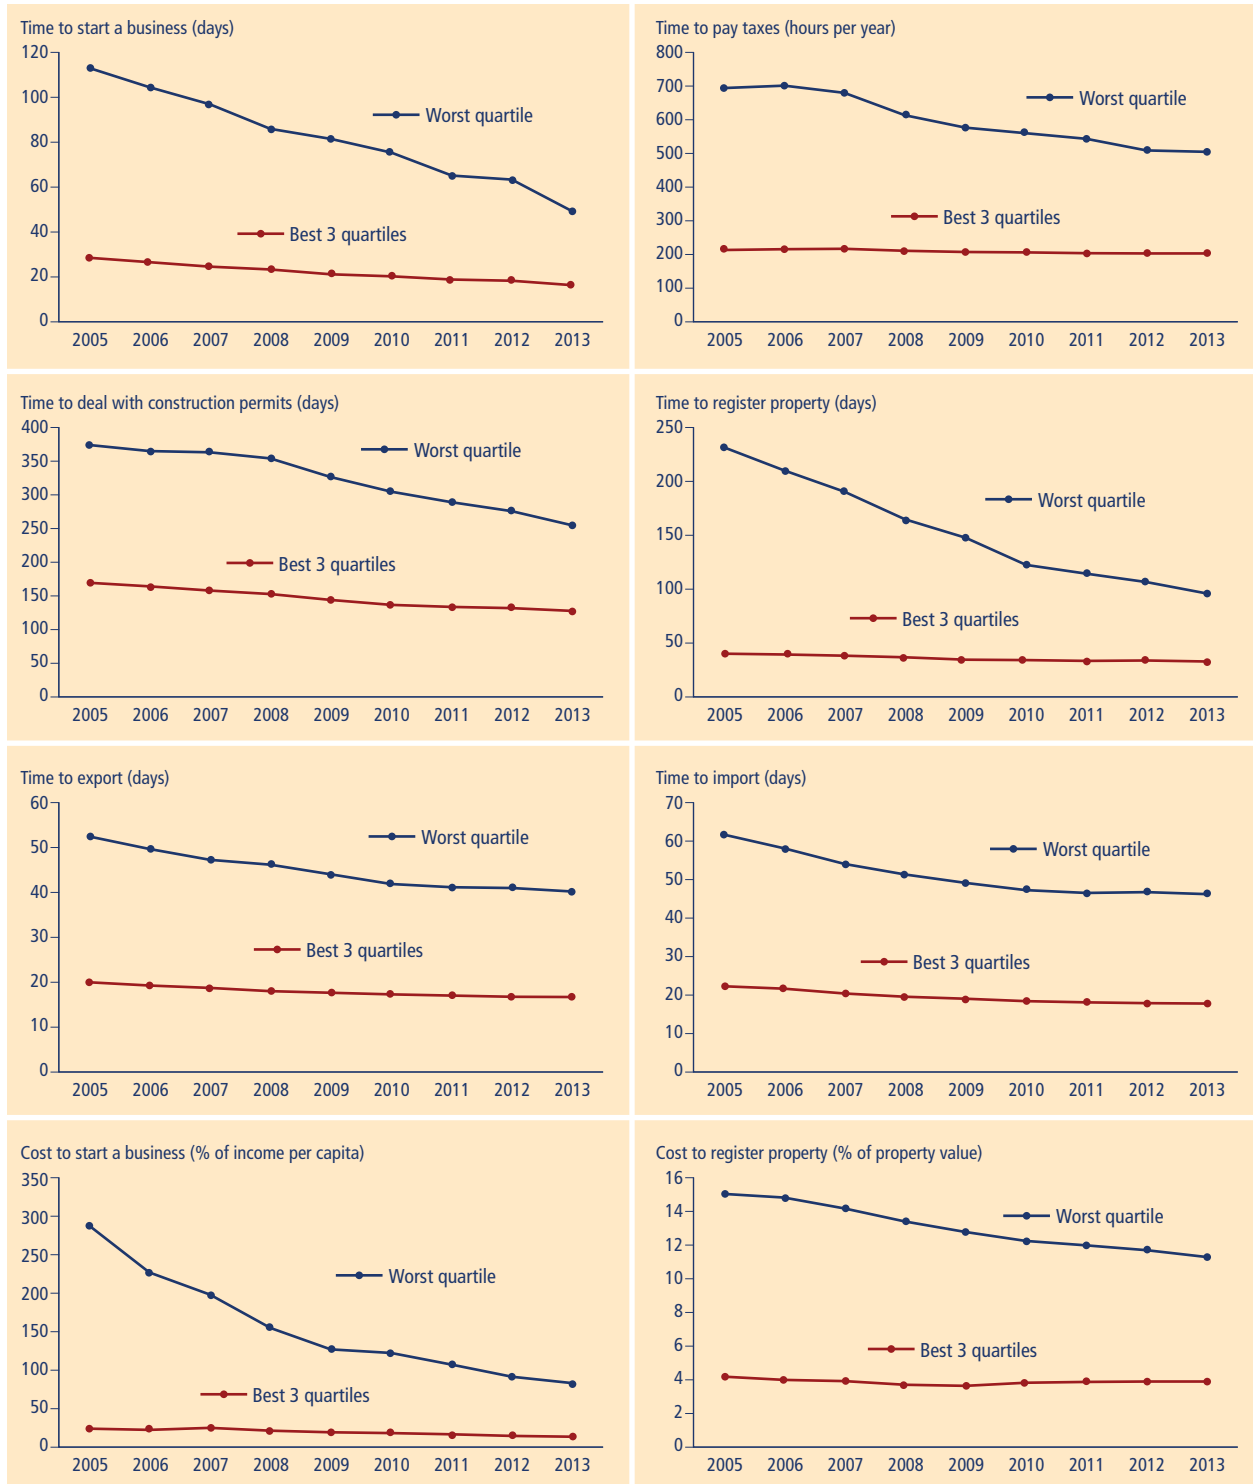 Time to start a business (days)
120
100
80
60
40
20
0
Worst quartile
Best 3 quartiles
2005 2006 2007 2008 2009 2010 2011 2012 2013
Time to pay taxes (hours per year)
800
700
600
500
400
300
200
100
0
Worst quartile
Best 3 quartiles
2005 2006 2007 2008 2009 2010 2011 2012 2013
Time to deal with construction permits (days)
400
350
300
250
200
150
100
50
0
Worst quartile
Best 3 quartiles
2005 2006 2007 2008 2009 2010 2011 2012 2013
Time to register property (days)
250
200
150
100
50
0
Worst quartile
Best 3 quartiles
2005 2006 2007 2008 2009 2010 2011 2012 2013
Time to export (days)
60
50
40
30
20
10
0
Worst quartile
Best 3 quartiles
2005 2006 2007 2008 2009 2010 2011 2012 2013
Time to import (days)
70
60
50
40
30
20
10
0
Worst quartile
Best 3 quartiles
2005 2006 2007 2008 2009 2010 2011 2012 2013
Cost to start a business (% of income per capita)
350
300
250
200
150
100
50
0
Worst quartile
Best 3 quartiles
2005 2006 2007 2008 2009 2010 2011 2012 2013
Cost to register property (% of property value)
16
14
12
10
8
6
4
2
0
Worst quartile
Best 3 quartiles
2005 2006 2007 2008 2009 2010 2011 2012 2013